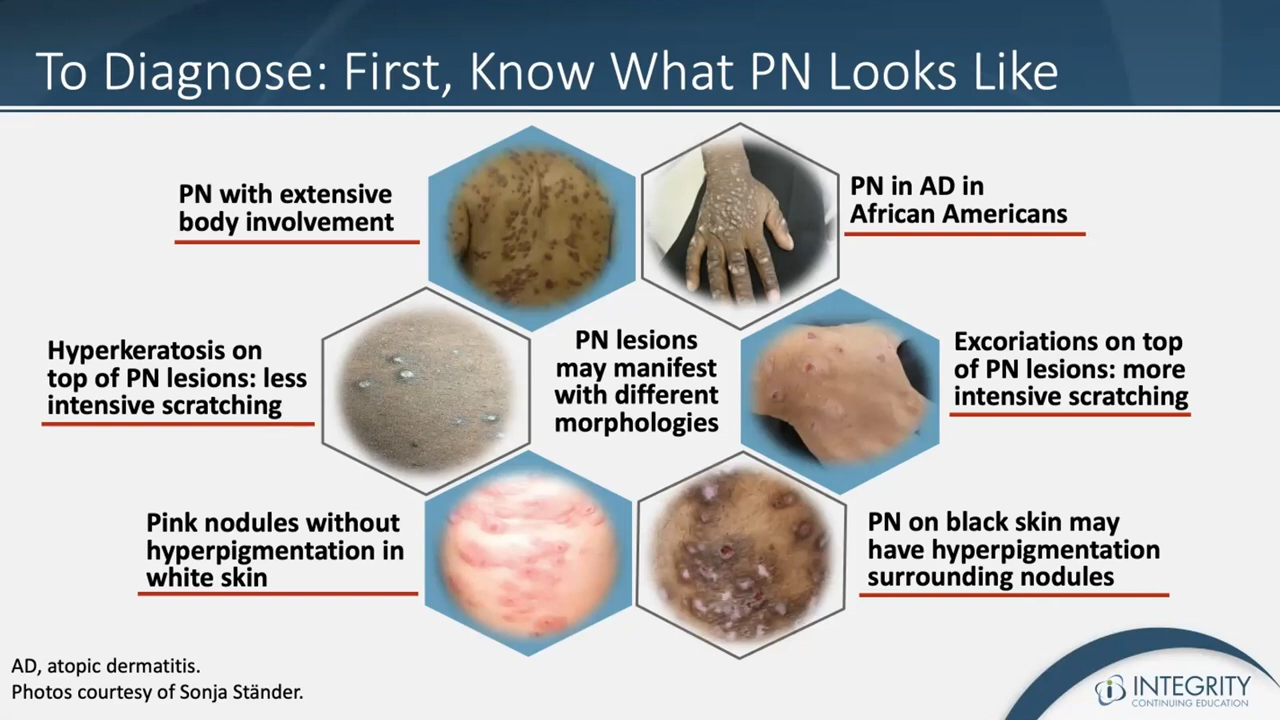 To Diagnose: First, Know What PN Looks Like
PN with extensive
body involvement
PN in AD in
African Americans
Hyperkeratosis on
top of PN lesions: less
intensive scratching
PN lesions
may manifest
with different
morphologies
Excoriations on top
of PN lesions: more
intensive scratching
Pink nodules without
hyperpigmentation in
white skin
PN on black skin may
have hyperpigmentation
surrounding nodules
AD, atopic dermatitis.
Photos courtesy of Sonja Ständer.
INTEGRITY
CONTINUING EDUCATION